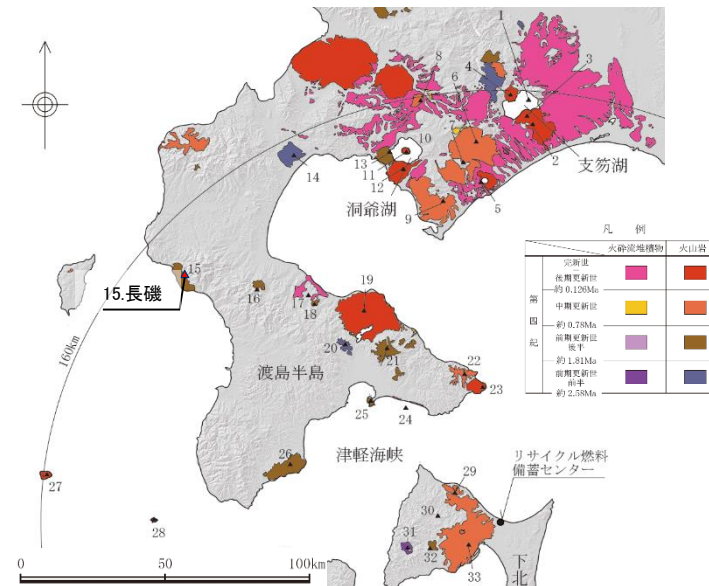 1
8
3
4
6
7
10
13
11
12
14
支笏湖
2
洞爺湖
5
9
凡 例
火砕流堆積物 火山岩
第四紀
完新世
~
後期更新世
約 0.126Ma
中期更新世
約 0.78Ma
前期更新世
後半
約 1.81Ma
前期更新世
前半
約 2.58Ma
15
15.長磯
16
17
18
19
20
21
22
23
160km
渡島半島
25
24
津軽海峡
26
27
28
リサイクル燃料
備蓄センター
29
30
31
32
33
下北
0 50 100km